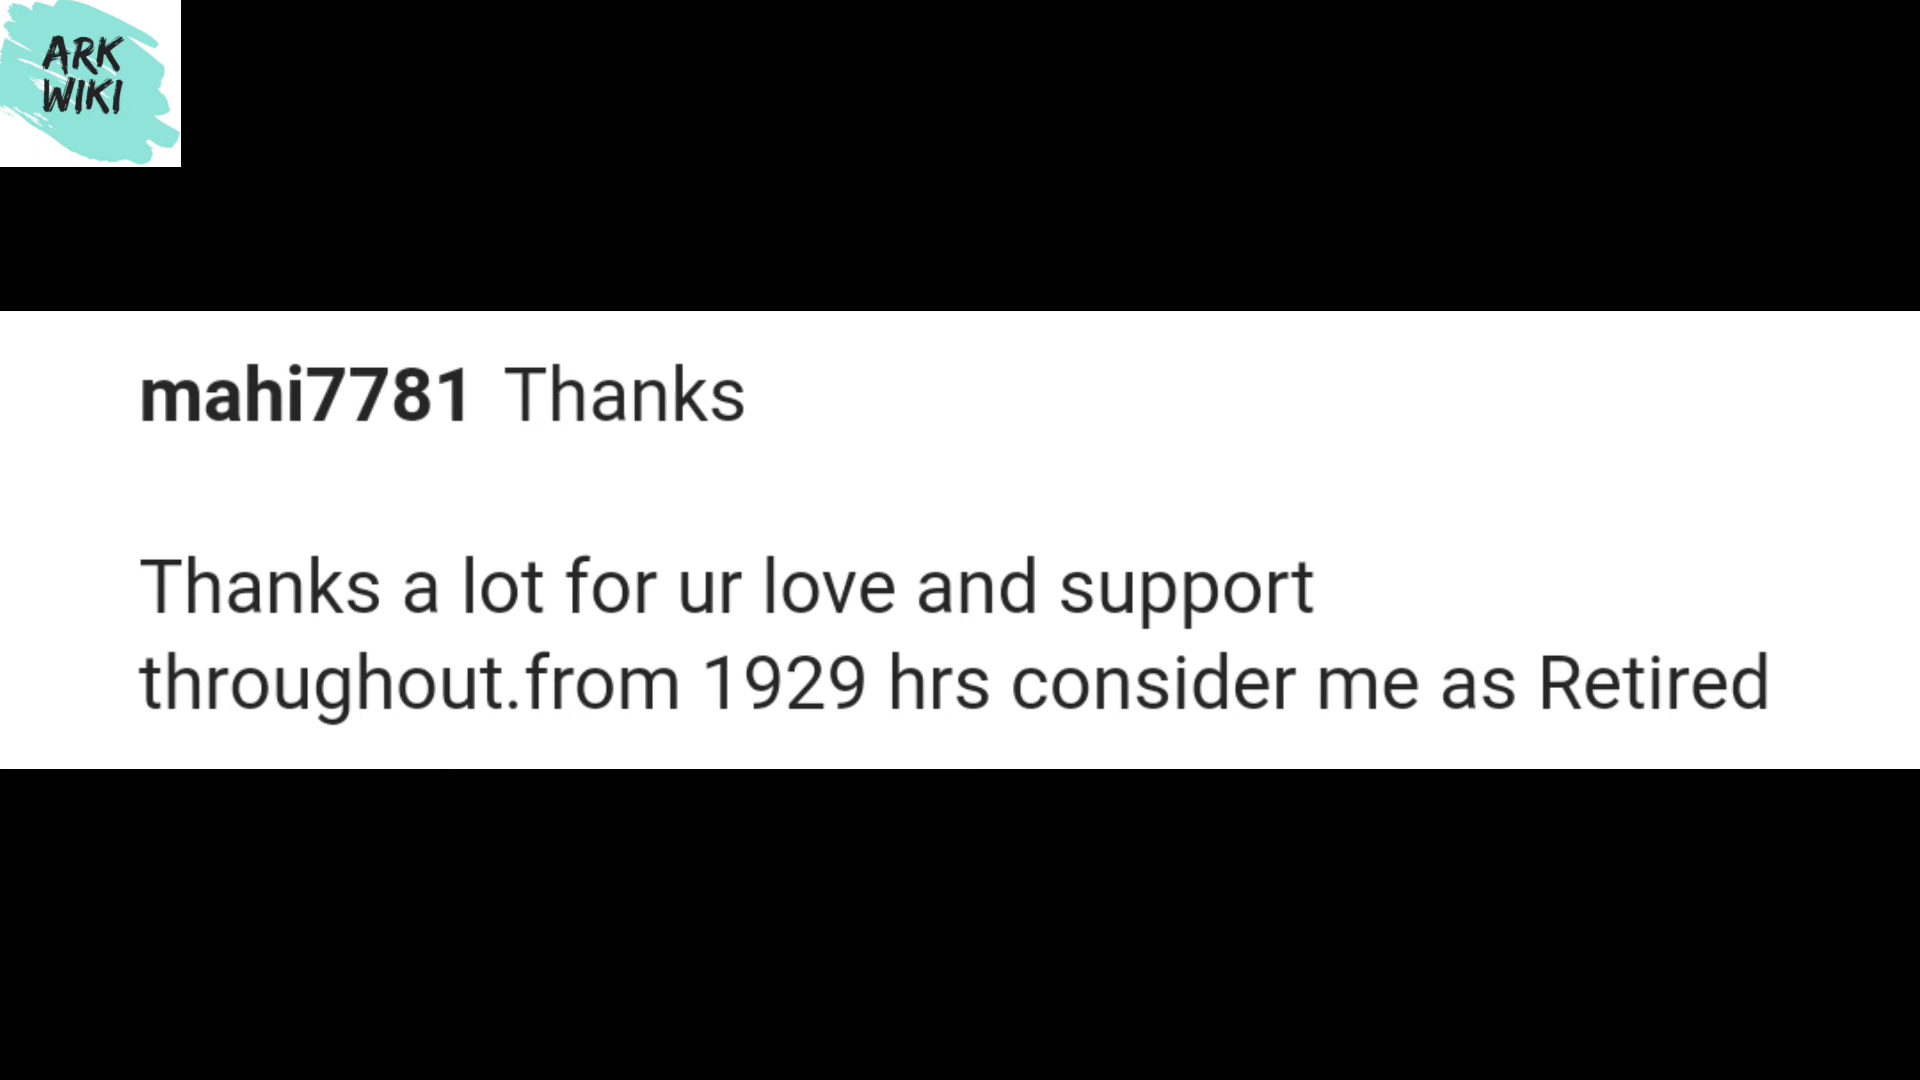 ARK
WIKI
mahi7781 Thanks
Thanks a lot for ur love and support
throughout.from 1929 hrs consider me as Retired